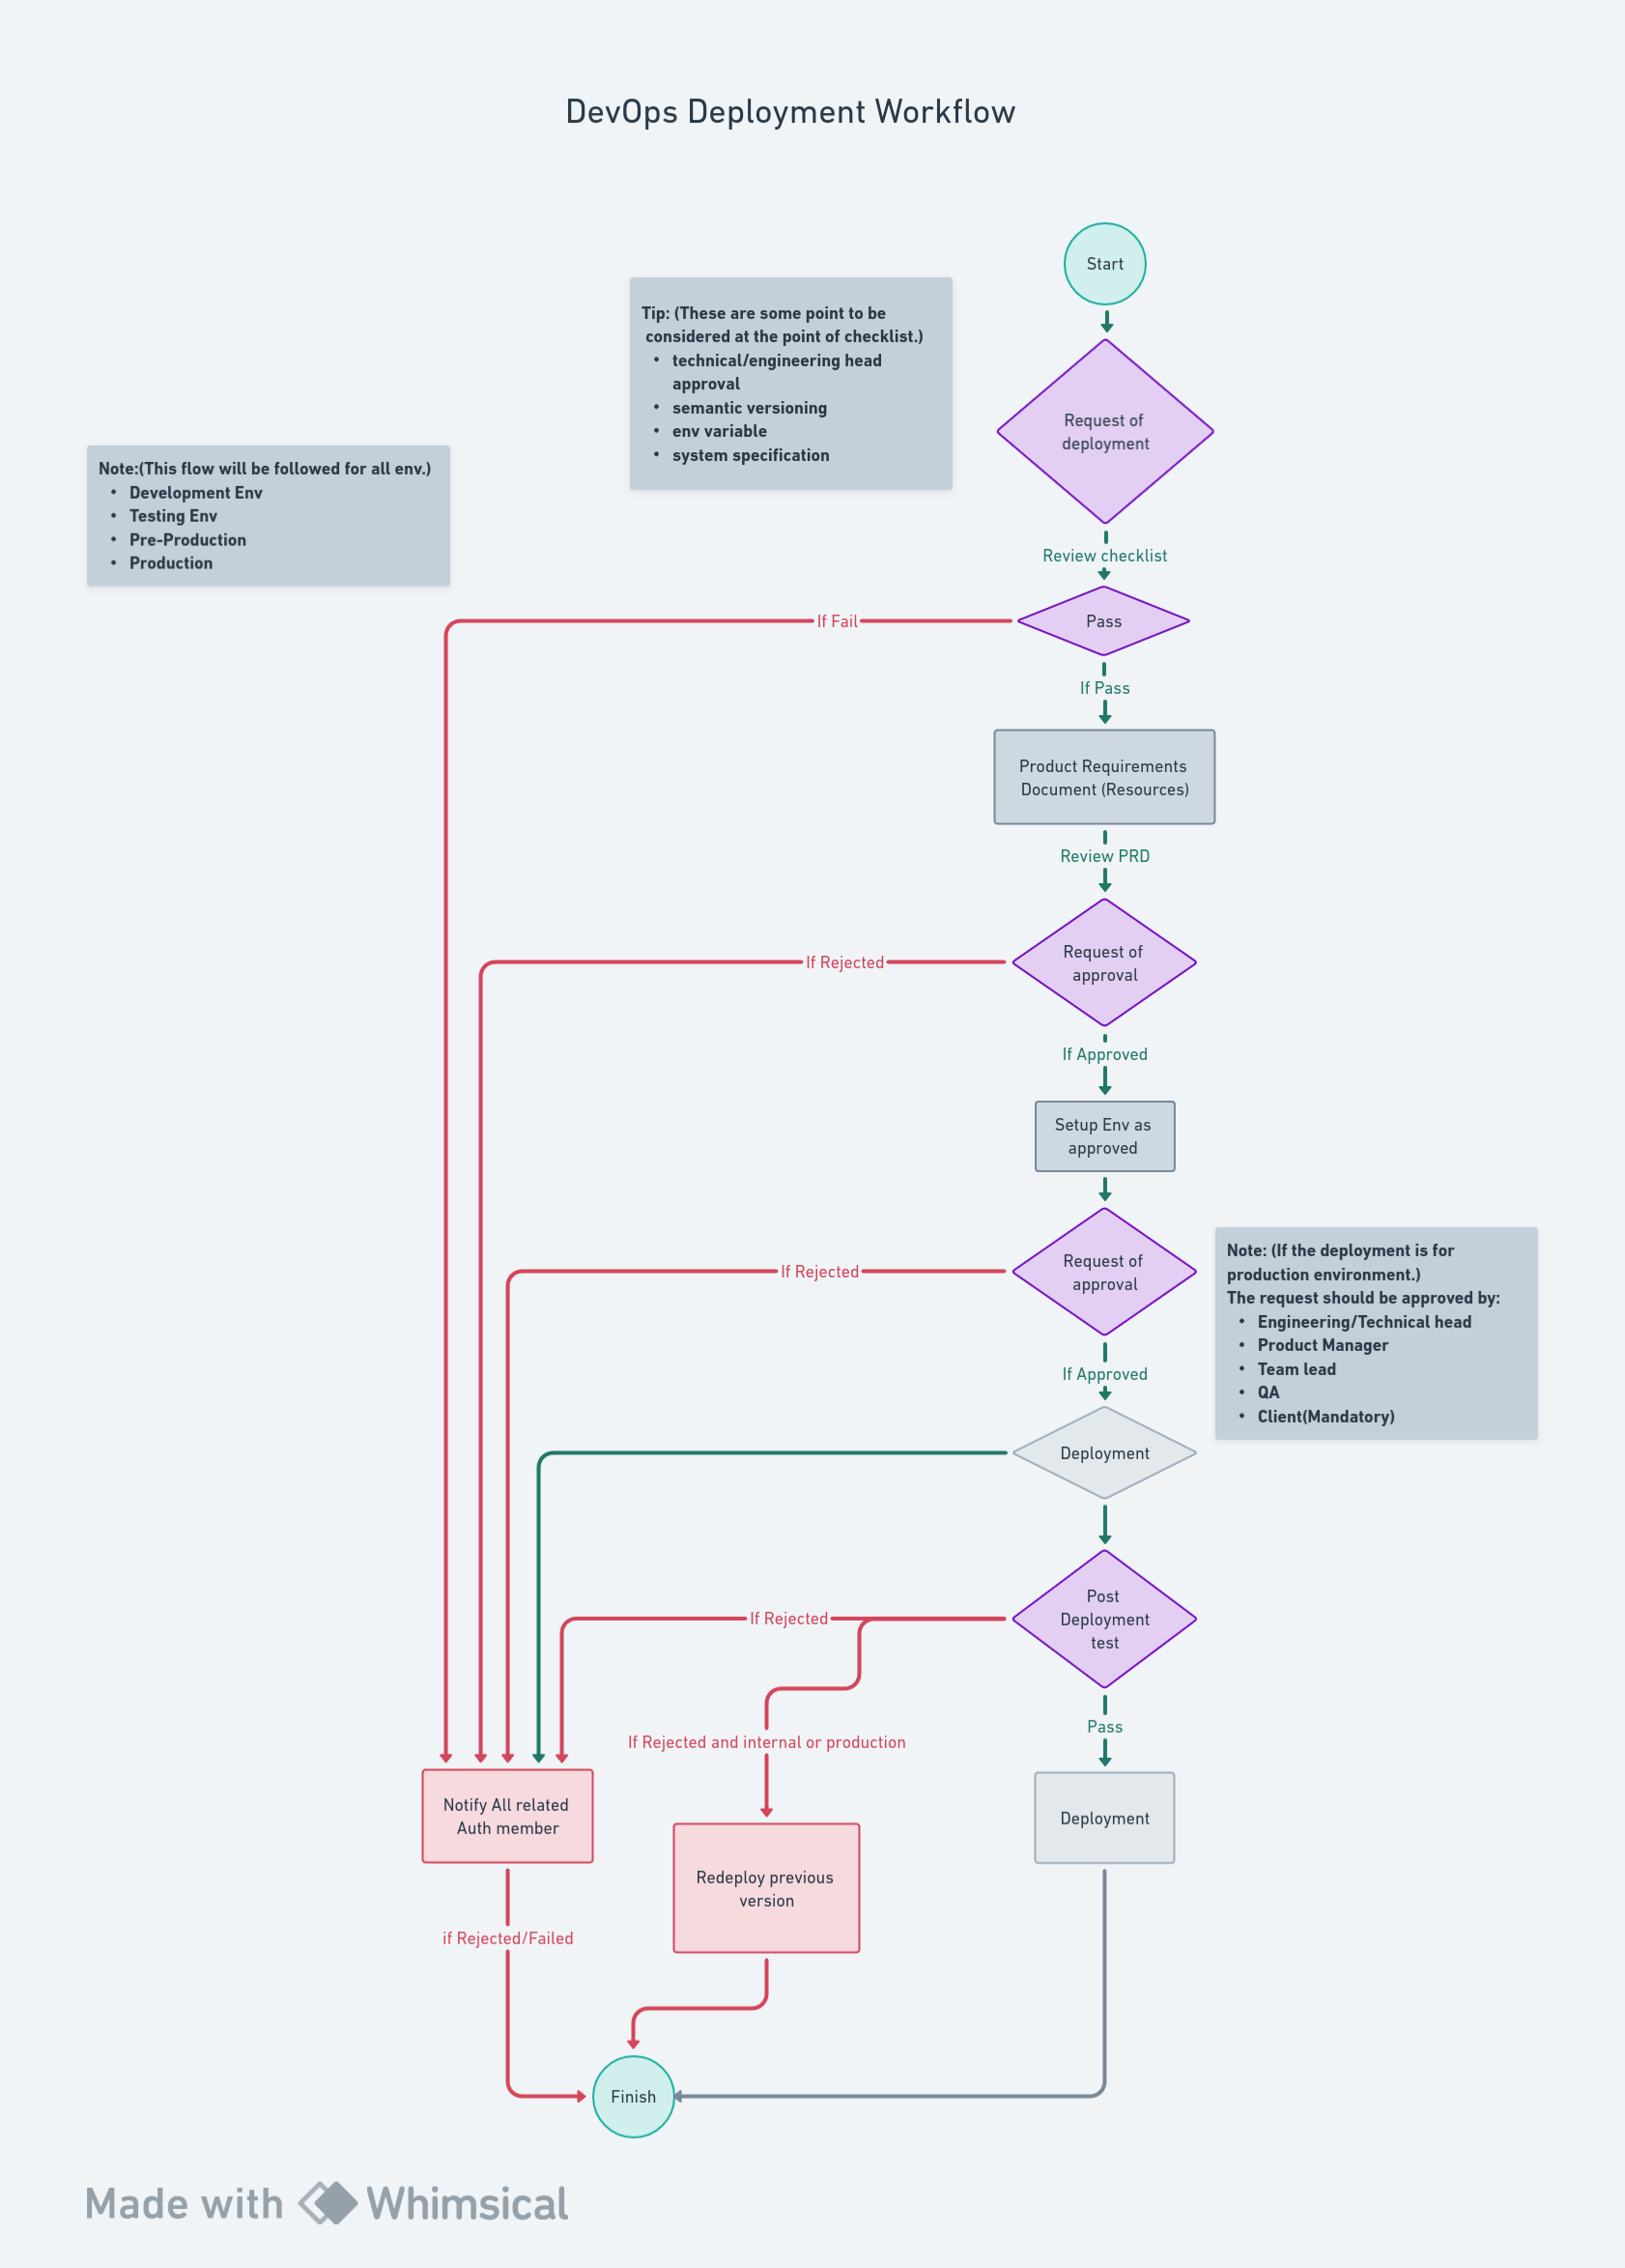 DevOps Deployment Workflow
Start
Tip: (These are some point to be
considered at the point of checklist.)
• technical/engineering head
approval
• semantic versioning
• env variable
• system specification
Request of
deployment
Note:(This flow will be followed for all env.)
• Development Env
• Testing Env
• Pre-Production
• Production
Review checklist
If Fail
Pass
If Pass
Product Requirements
Document (Resources)
Review PRD
If Rejected
Request of
approval
If Approved
Setup Env as
approved
If Rejected
Request of
approval
Note: (If the deployment is for
production environment.)
The request should be approved by:
• Engineering/Technical head
• Product Manager
• Team lead
• QA
• Client(Mandatory)
If Approved
Deployment
If Rejected
Post
Deployment
test
If Rejected and internal or production
Pass
Notify All related
Auth member
Deployment
Redeploy previous
version
if Rejected/Failed
Finish
Made with Whimsical